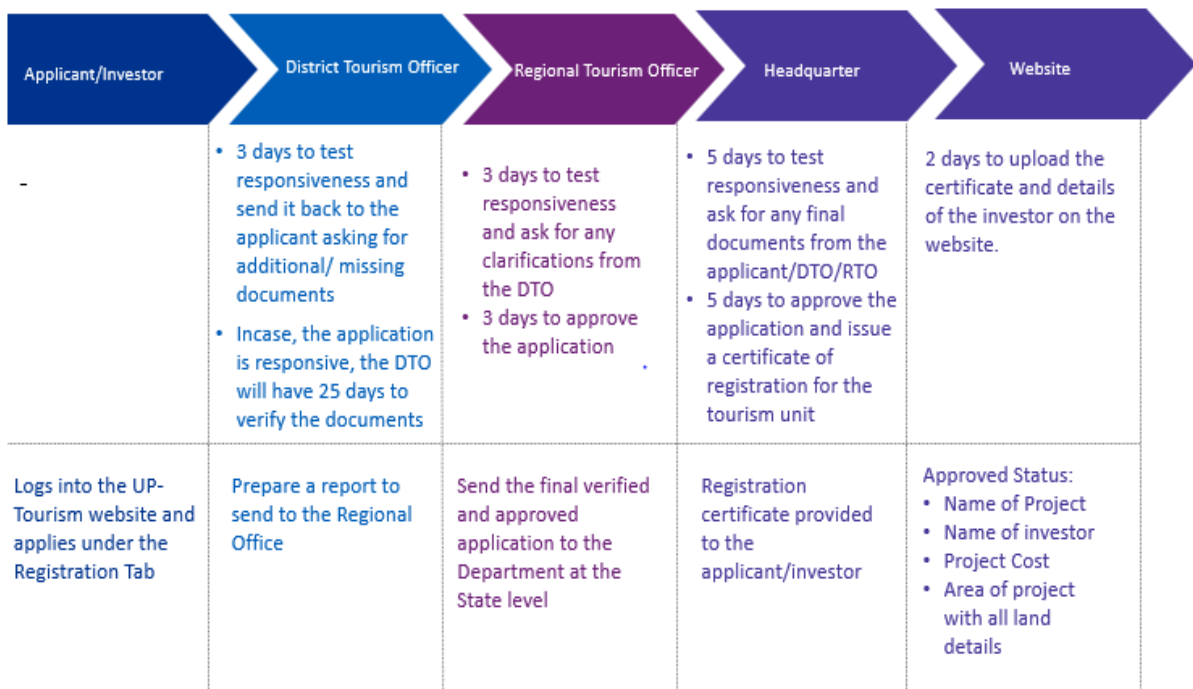 Applicant/Investor
District Tourism Officer
Regional Tourism Officer
Headquarter
Website
-
• 3 days to test
responsiveness and
send it back to the
applicant asking for
additional/ missing
documents
• Incase, the application
is responsive, the DTO
will have 25 days to
verify the documents
• 3 days to test
responsiveness
and ask for any
clarifications from
the DTO
• 3 days to approve
the application
• 5 days to test
responsiveness and
ask for any final
documents from the
applicant/DTO/RTO
• 5 days to approve the
application and issue
a certificate of
registration for the
tourism unit
2 days to upload the
certificate and details
of the investor on the
website.
Logs into the UP-
Tourism website and
applies under the
Registration Tab
Prepare a report to
send to the Regional
Office
Send the final verified
and approved
application to the
Department at the
State level
Registration
certificate provided
to the
applicant/investor
Approved Status:
• Name of Project
• Name of investor
• Project Cost
• Area of project
with all land
details